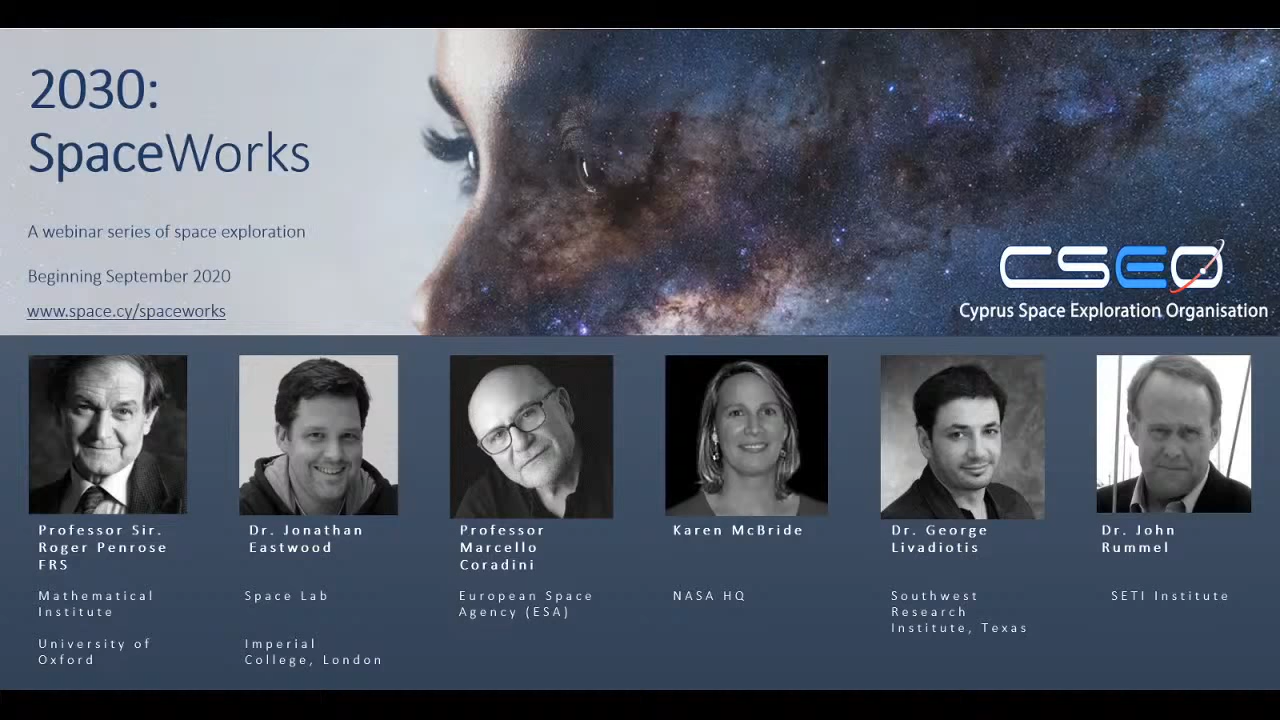 2030:
SpaceWorks
A webinar series of space exploration
Beginning September 2020
www.space.cy/spaceworks
CSEO
Cyprus Space Exploration Organisation
Professor Sir.
Roger Penrose
FRS
Mathematical
Institute
University of
Oxford
Dr. Jonathan
Eastwood
Space Lab
Imperial
College, London
Professor
Marcello
Coradini
European Space
Agency (ESA)
Karen McBride
NASA HQ
Dr. George
Livadiotis
Southwest
Research
Institute, Texas
Dr. John
Rummel
SETI Institute